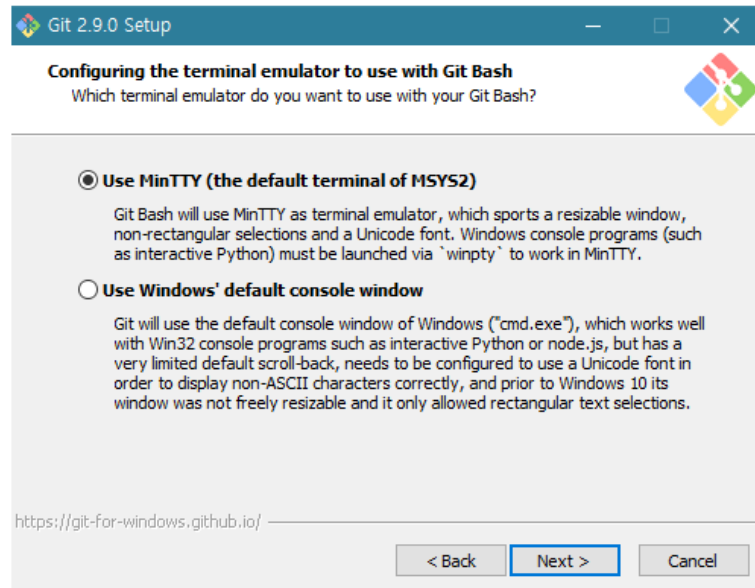 Git 2.9.0 Setup
Configuring the terminal emulator to use with Git Bash
Which terminal emulator do you want to use with your Git Bash?
Use MinTTY (the default terminal of MSYS2)
Git Bash will use MinTTY as terminal emulator, which sports a resizable window,
non-rectangular selections and a Unicode font. Windows console programs (such
as interactive Python) must be launched via `winpty` to work in MinTTY.
Use Windows' default console window
Git will use the default console window of Windows ("cmd.exe"), which works well
with Win32 console programs such as interactive Python or node.js, but has a
very limited default scroll-back, needs to be configured to use a Unicode font in
order to display non-ASCII characters correctly, and prior to Windows 10 its
window was not freely resizable and it only allowed rectangular text selections.
https://git-for-windows.github.io/
< Back
Next >
Cancel